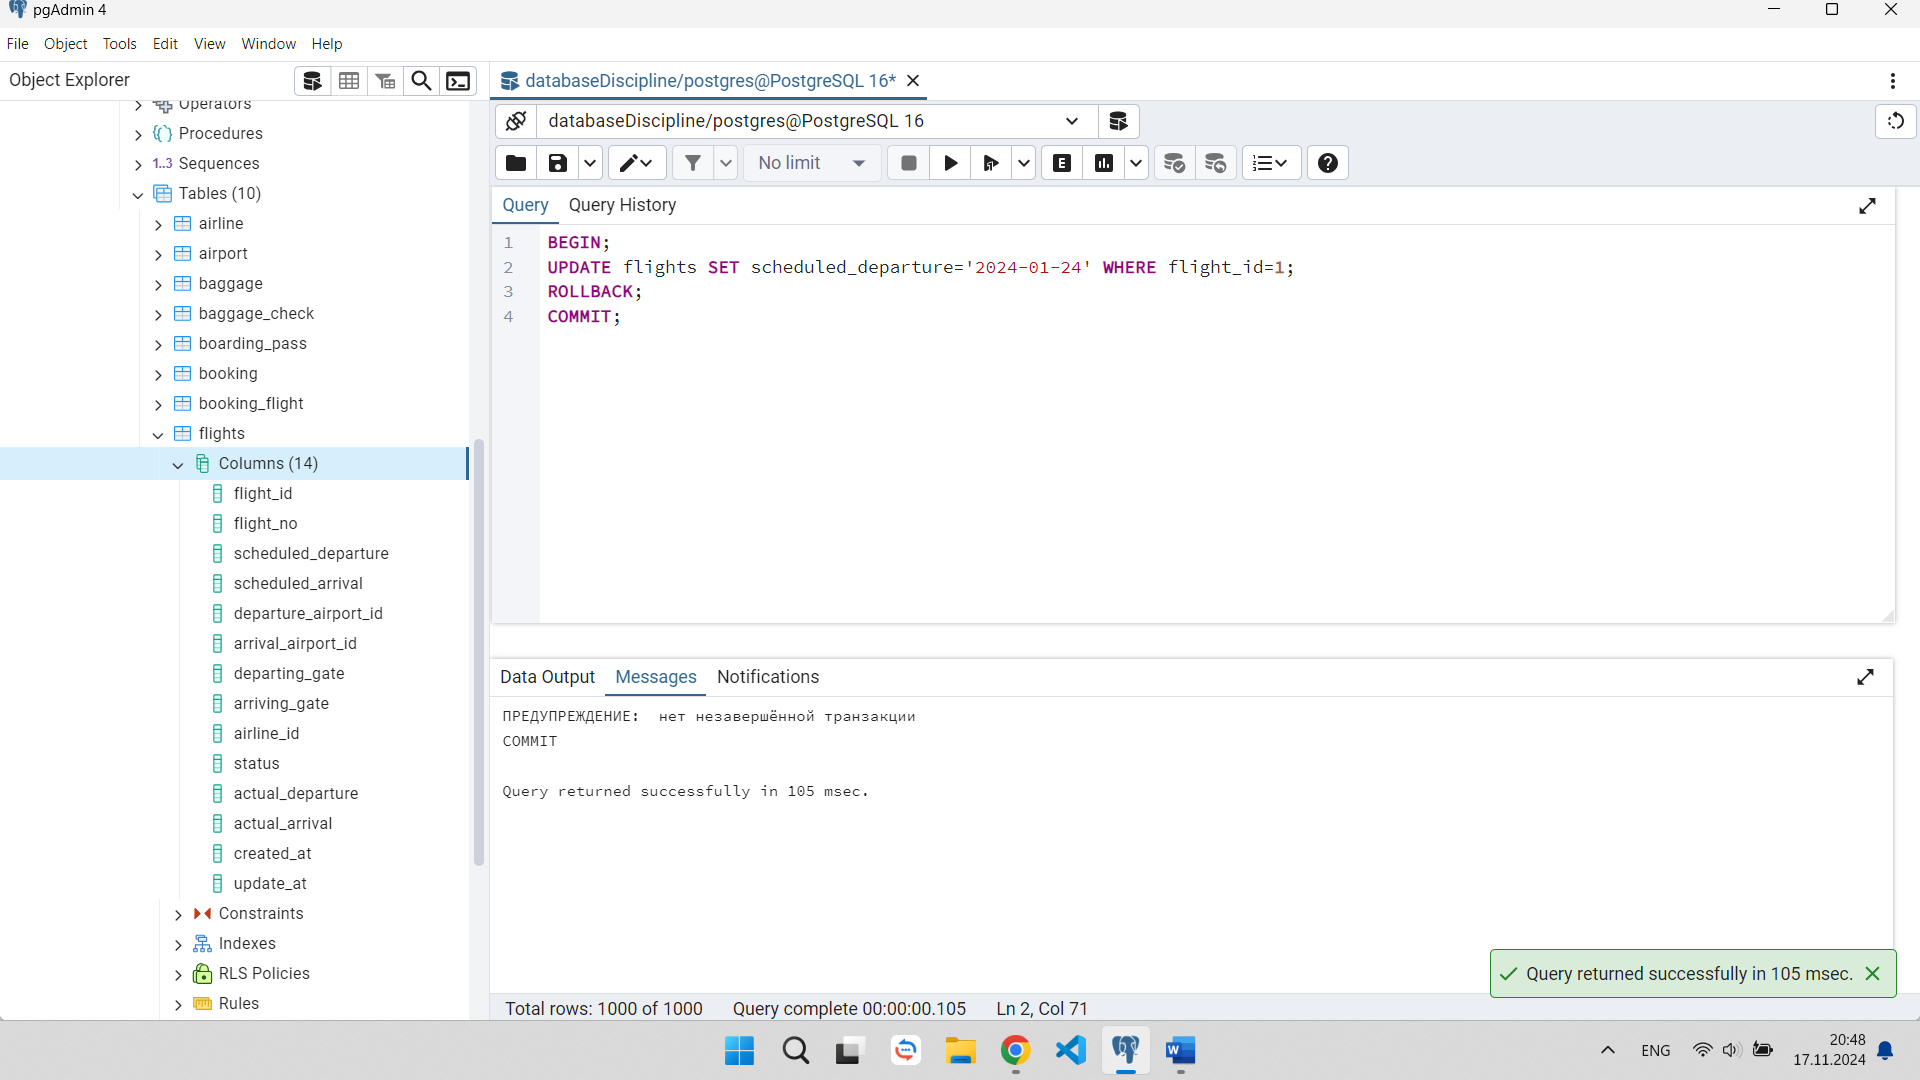 pgAdmin 4
File Object Tools Edit View Window Help
Object Explorer
databaseDiscipline/postgres@PostgreSQL 16*
databaseDiscipline/postgres@PostgreSQL 16
No limit
E
Operators
Procedures
1..3 Sequences
Tables (10)
airline
airport
baggage
baggage_check
boarding_pass
booking
booking_flight
flights
Columns (14)
flight_id
flight_no
scheduled_departure
scheduled_arrival
departure_airport_id
arrival_airport_id
departing_gate
arriving_gate
airline_id
status
actual_departure
actual_arrival
created_at
update_at
Constraints
Indexes
RLS Policies
Rules
Query Query History
1 BEGIN;
2 UPDATE flights SET scheduled_departure='2024-01-24' WHERE flight_id=1;
3 ROLLBACK;
4 COMMIT;
Data Output Messages Notifications
ПРЕДУПРЕЖДЕНИЕ: нет незавершённой транзакции
COMMIT
Query returned successfully in 105 msec.
Query returned successfully in 105 msec.
Total rows: 1000 of 1000 Query complete 00:00:00.105 Ln 2, Col 71
W
ENG
20:48
17.11.2024